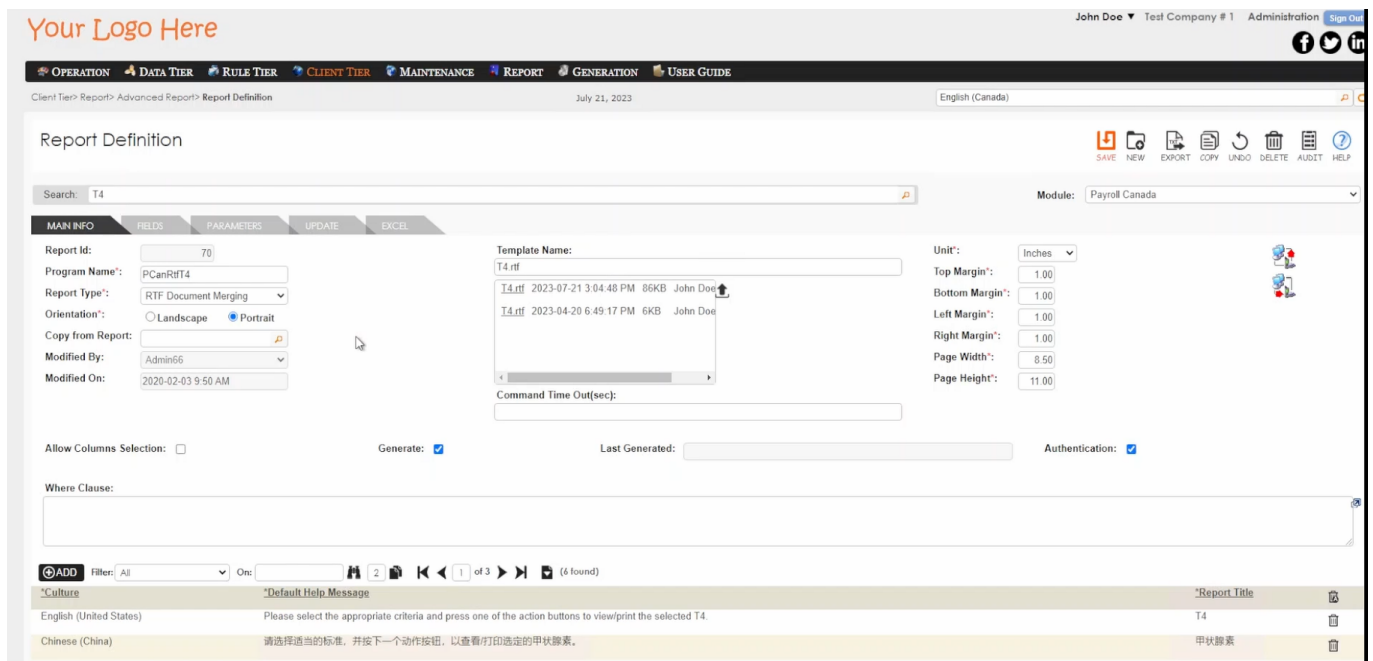 John Doe ▼ Test Company # 1 Administration Sign Out
Your Logo Here
OPERATION DATA TIER RULE TIER CLIENT TIER MAINTENANCE REPORT GENERATION USER GUIDE
Client Tier> Report> Advanced Report> Report Definition July 21, 2023 English (Canada)
Report Definition
SAVE NEW EXPORT COPY UNDO DELETE AUDIT HELP
Search: T4 Module: Payroll Canada
MAIN INFO FIELDS PARAMETERS UPDATE EXCEL
Report Id: 70 Template Name: Unit*: Inches
Program Name*: PCanRtfT4 T4.rtf Top Margin*: 1.00
Report Type*: RTF Document Merging T4.rtf 2023-07-21 3:04:48 PM 86KB John Doe Bottom Margin*: 1.00
Orientation*: Landscape Portrait T4.rtf 2023-04-20 6:49:17 PM 6KB John Doe Left Margin*: 1.00
Copy from Report: Right Margin*: 1.00
Modified By: Admin66 Page Width*: 8.50
Modified On: 2020-02-03 9:50 AM Page Height*: 11.00
Command Time Out(sec):
Allow Columns Selection: Generate: Last Generated: Authentication:
Where Clause:
ADD Filter: All On: 2 1 of 3 (6 found)
*Culture *Default Help Message *Report Title
English (United States) Please select the appropriate criteria and press one of the action buttons to view/print the selected T4. T4
Chinese (China) 请选择适当的标准，并按下一个动作按钮，以查看/打印选定的甲状腺素。 甲状腺素